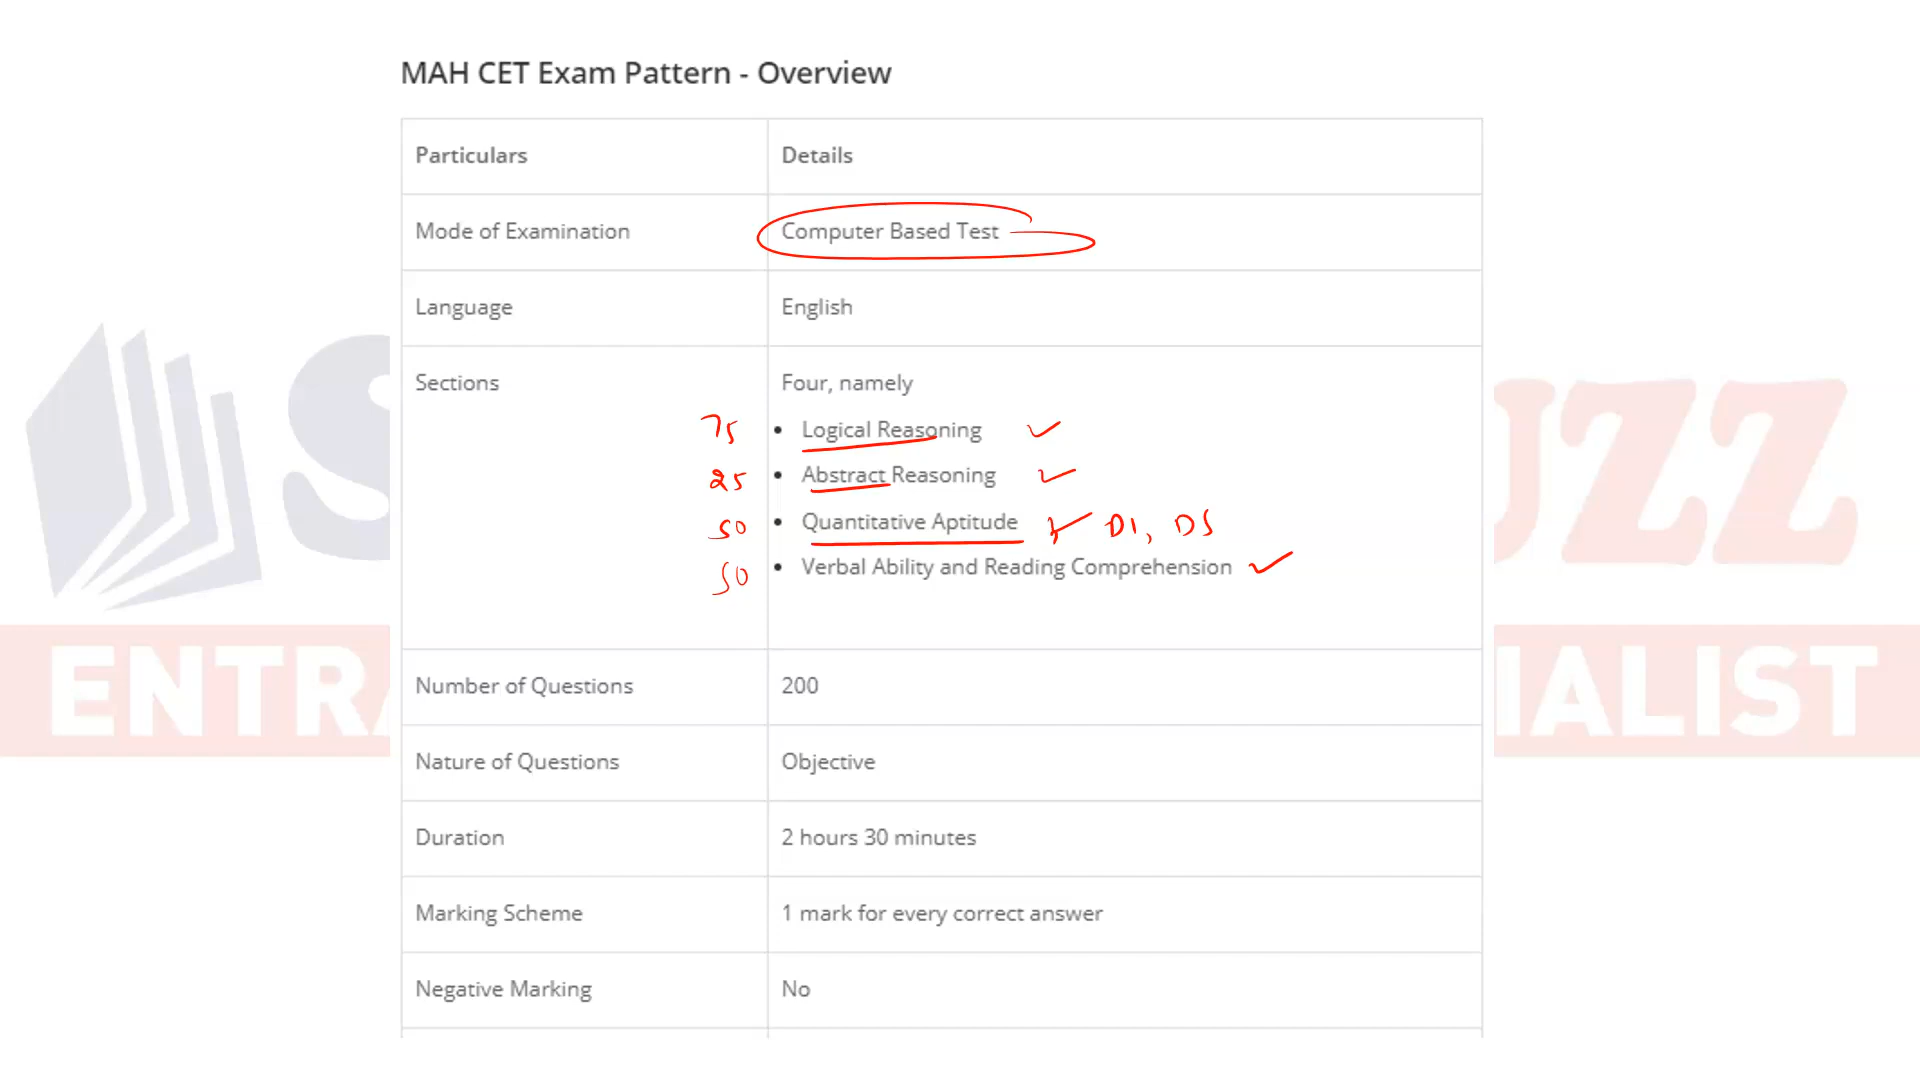 MAH CET Exam Pattern - Overview
Particulars Details
Mode of Examination Computer Based Test
Language English
Sections Four, namely
75 • Logical Reasoning
25 • Abstract Reasoning
50 • Quantitative Aptitude DI, DS
50 • Verbal Ability and Reading Comprehension
Number of Questions 200
Nature of Questions Objective
Duration 2 hours 30 minutes
Marking Scheme 1 mark for every correct answer
Negative Marking No